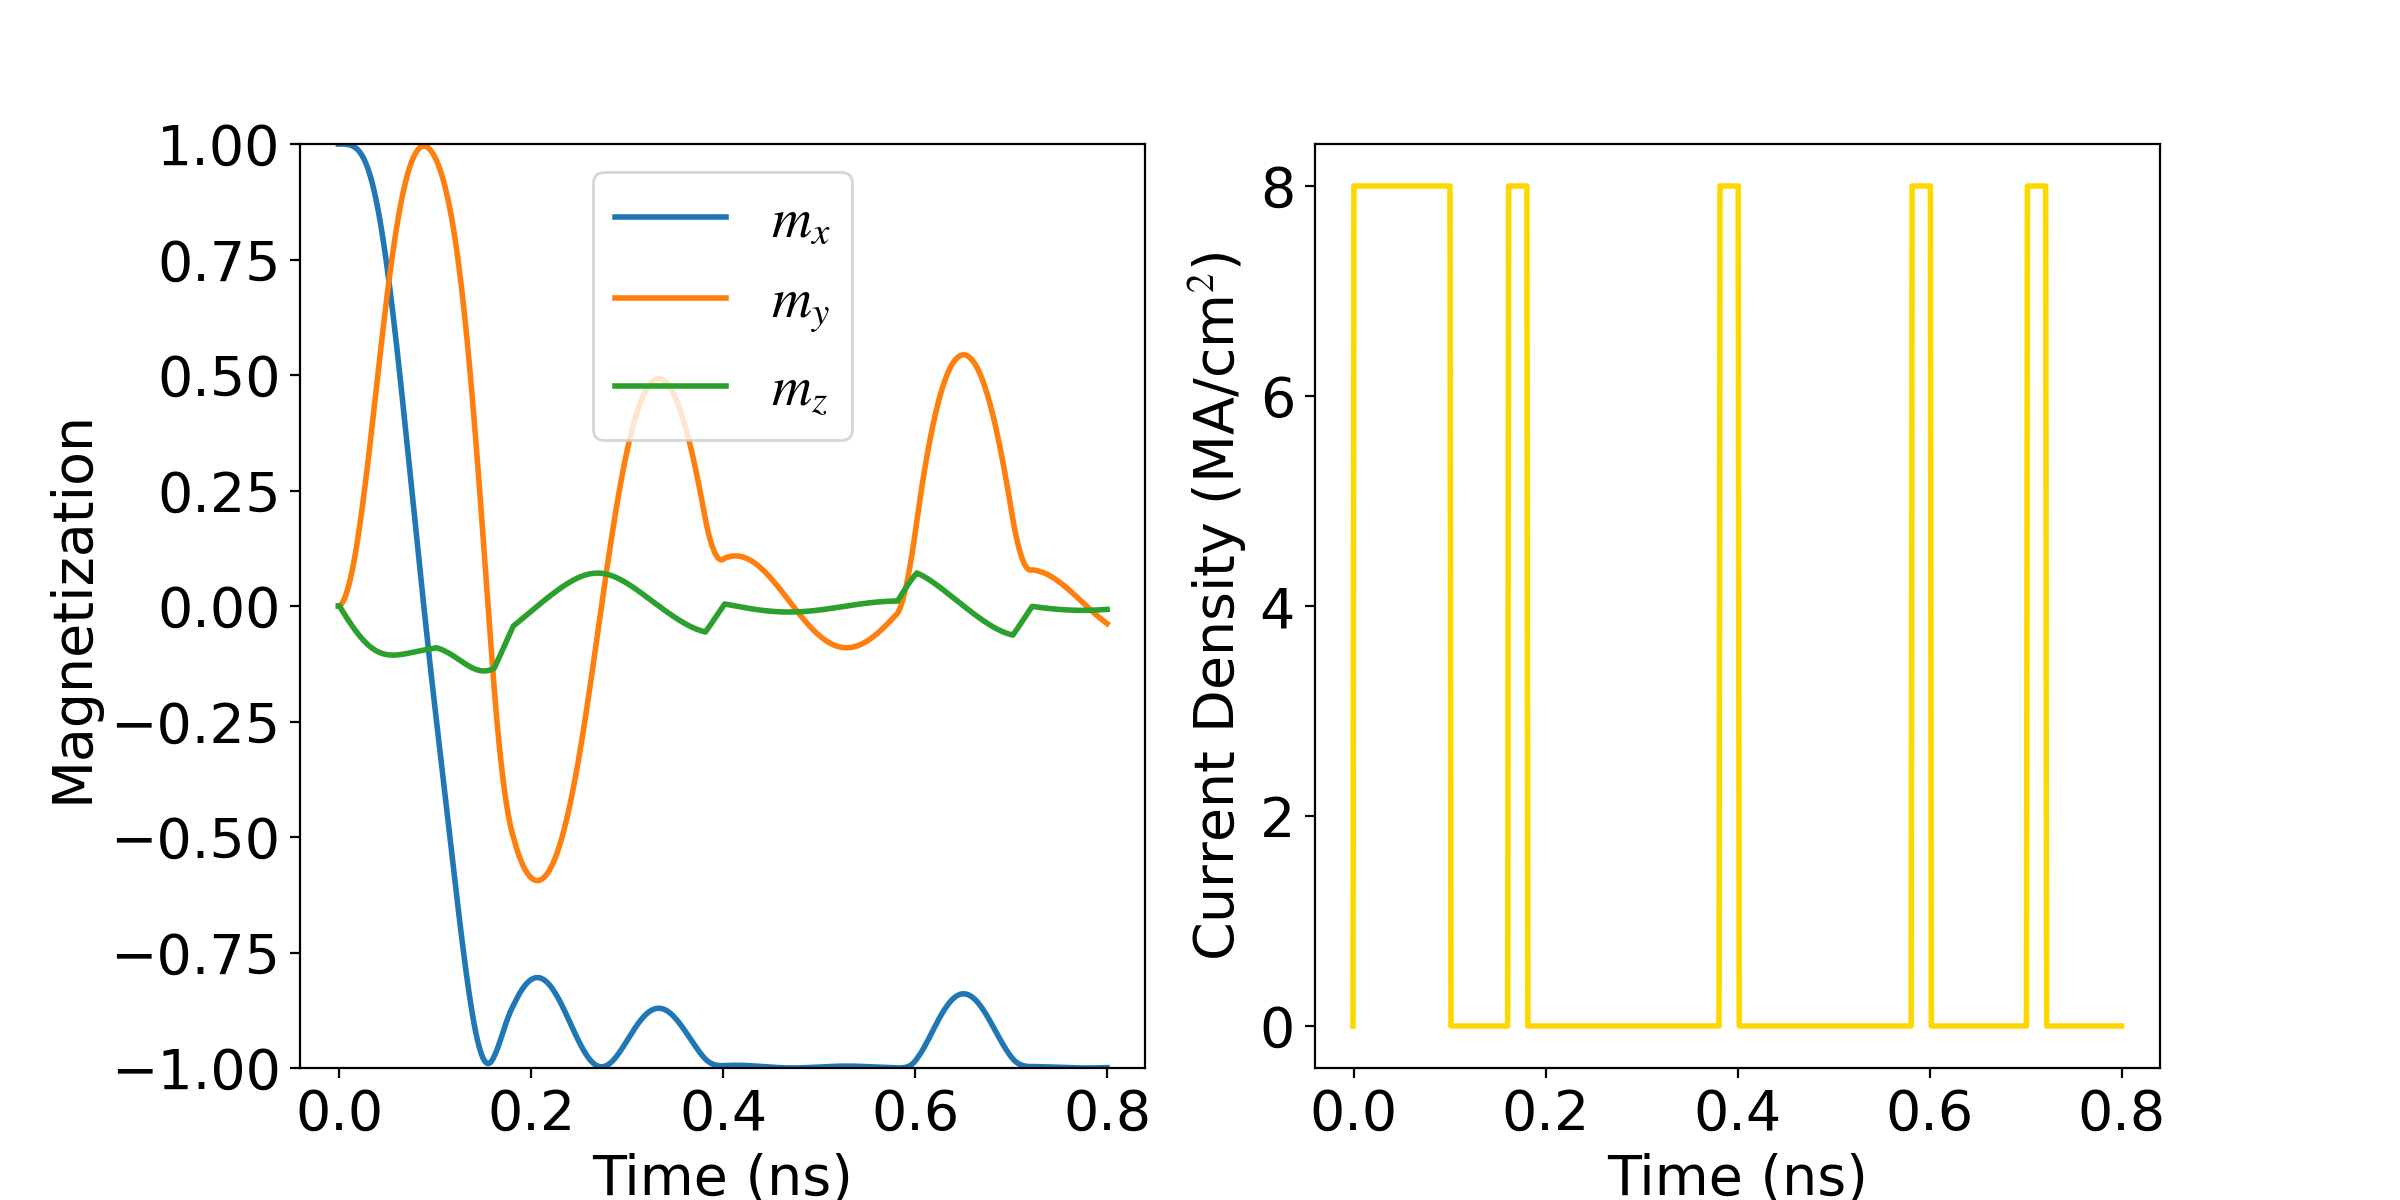 Magnetization
1.00
0.75
0.50
0.25
0.00
−0.25
−0.50
−0.75
−1.00
0.0 0.2 0.4 0.6 0.8
Time (ns)
m_x
m_y
m_z
Current Density (MA/cm²)
8
6
4
2
0
0.0 0.2 0.4 0.6 0.8
Time (ns)